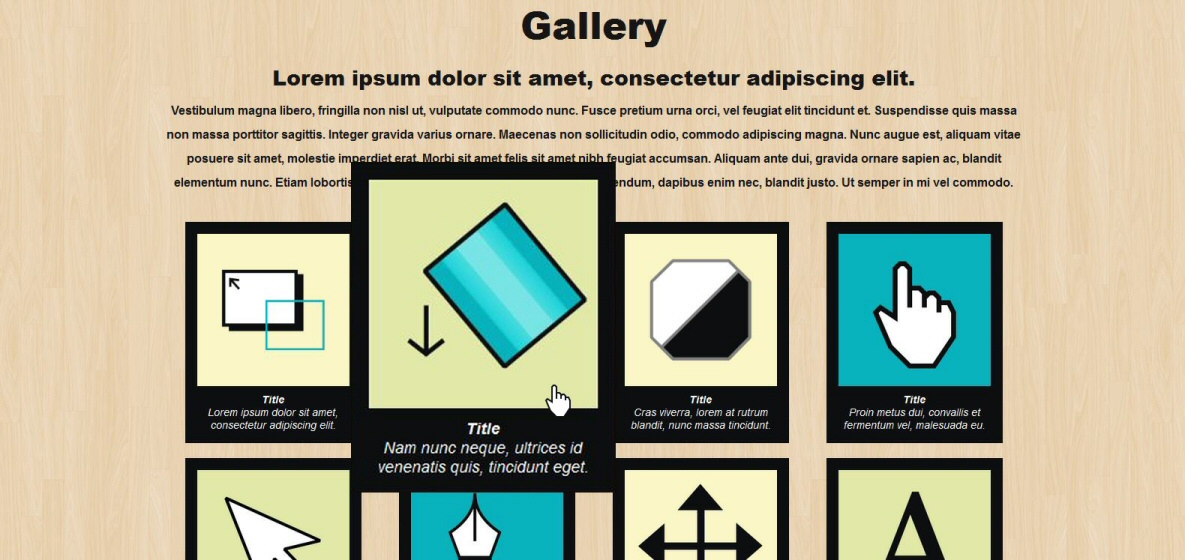 Gallery
Lorem ipsum dolor sit amet, consectetur adipiscing elit.
Vestibulum magna libero, fringilla non nisl ut, vulputate commodo nunc. Fusce pretium urna orci, vel feugiat elit tincidunt et. Suspendisse quis massa
non massa porttitor sagittis. Integer gravida varius ornare. Maecenas non sollicitudin odio, commodo adipiscing magna. Nunc augue est, aliquam vitae
posuere sit amet, molestie imperdiet erat. Morbi sit amet felis sit amet nibh feugiat accumsan. Aliquam ante dui, gravida ornare sapien ac, blandit
elementum nunc. Etiam lobortis dapibus enim nec, blandit justo. Ut semper in mi vel commodo.
Title
Lorem ipsum dolor sit amet,
consectetur adipiscing elit.
Title
Nam nunc neque, ultrices id
venenatis quis, tincidunt eget.
Title
Cras viverra, lorem at rutrum
blandit, nunc massa tincidunt.
Title
Proin metus dui, convallis et
fermentum vel, malesuada eu.
A